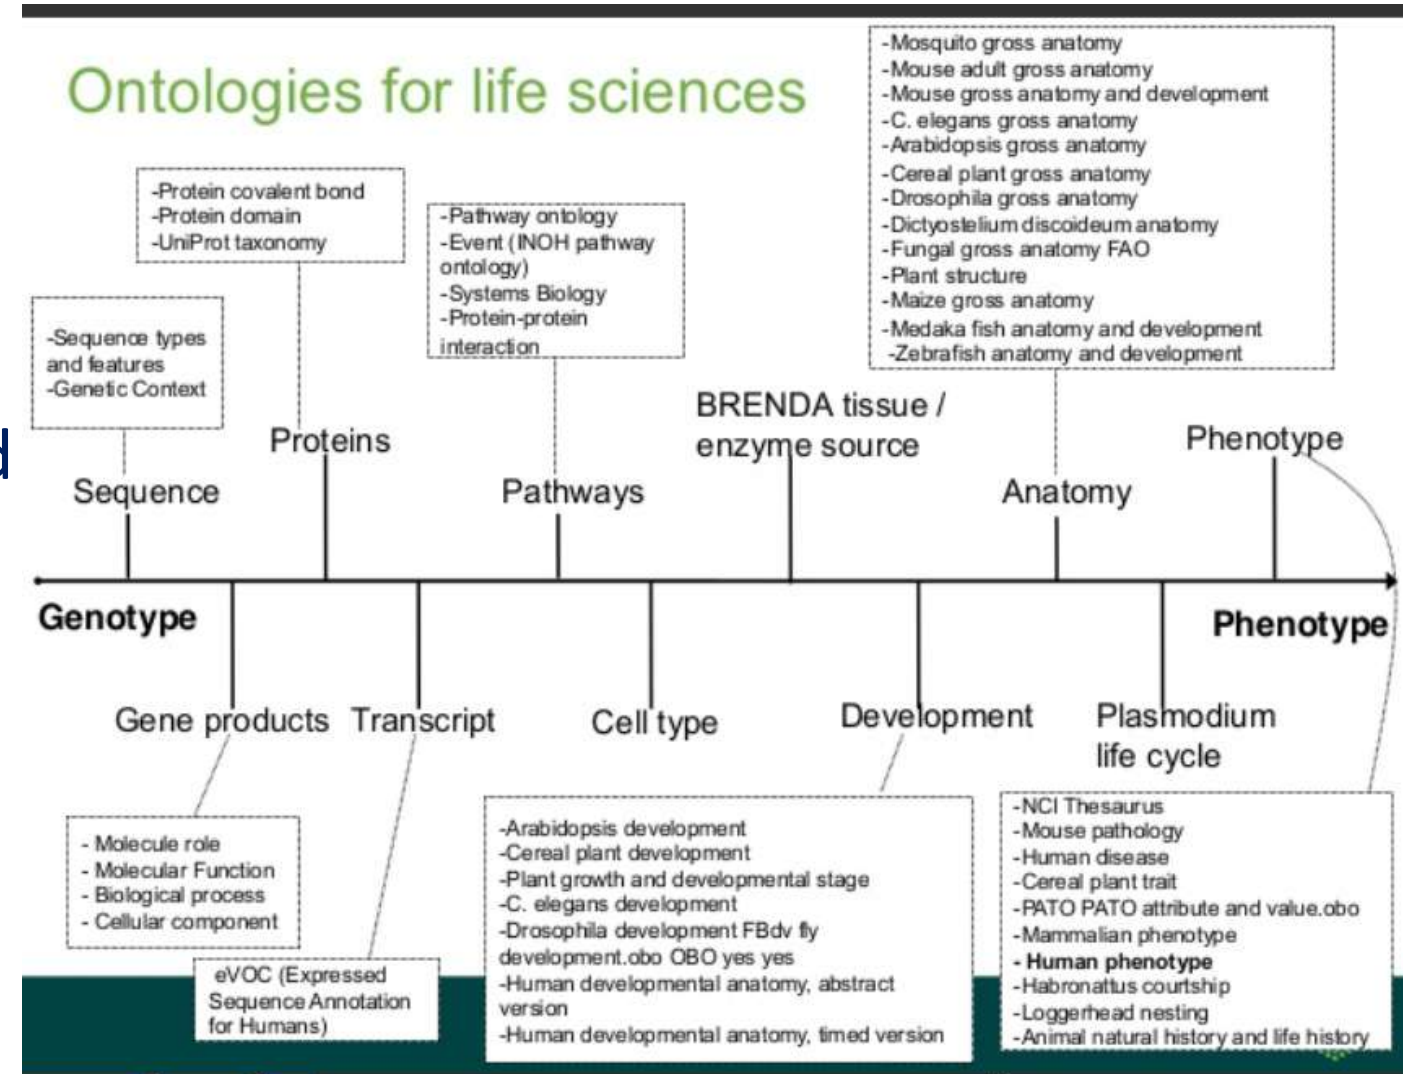 Ontologies for life sciences
-Mosquito gross anatomy
-Mouse adult gross anatomy
-Mouse gross anatomy and development
-C. elegans gross anatomy
-Arabidopsis gross anatomy
-Cereal plant gross anatomy
-Drosophila gross anatomy
-Dictyostelium discoideum anatomy
-Fungal gross anatomy FAO
-Plant structure
-Maize gross anatomy
-Medaka fish anatomy and development
-Zebrafish anatomy and development
-Protein covalent bond
-Protein domain
-UniProt taxonomy
-Pathway ontology
-Event (INOH pathway
ontology)
-Systems Biology
-Protein-protein
interaction
-Sequence types
and features
-Genetic Context
BRENDA tissue /
enzyme source
Proteins
Phenotype
d
Sequence
Pathways
Anatomy
Genotype
Phenotype
Gene products
Transcript
Cell type
Development
Plasmodium
life cycle
- Molecule role
- Molecular Function
- Biological process
- Cellular component
eVOC (Expressed
Sequence Annotation
for Humans)
-Arabidopsis development
-Cereal plant development
-Plant growth and developmental stage
-C. elegans development
-Drosophila development FBdv fly
development.obo OBO yes yes
-Human developmental anatomy, abstract
version
-Human developmental anatomy, timed version
-NCI Thesaurus
-Mouse pathology
-Human disease
-Cereal plant trait
-PATO PATO attribute and value.obo
-Mammalian phenotype
- Human phenotype
-Habronattus courtship
-Loggerhead nesting
-Animal natural history and life history